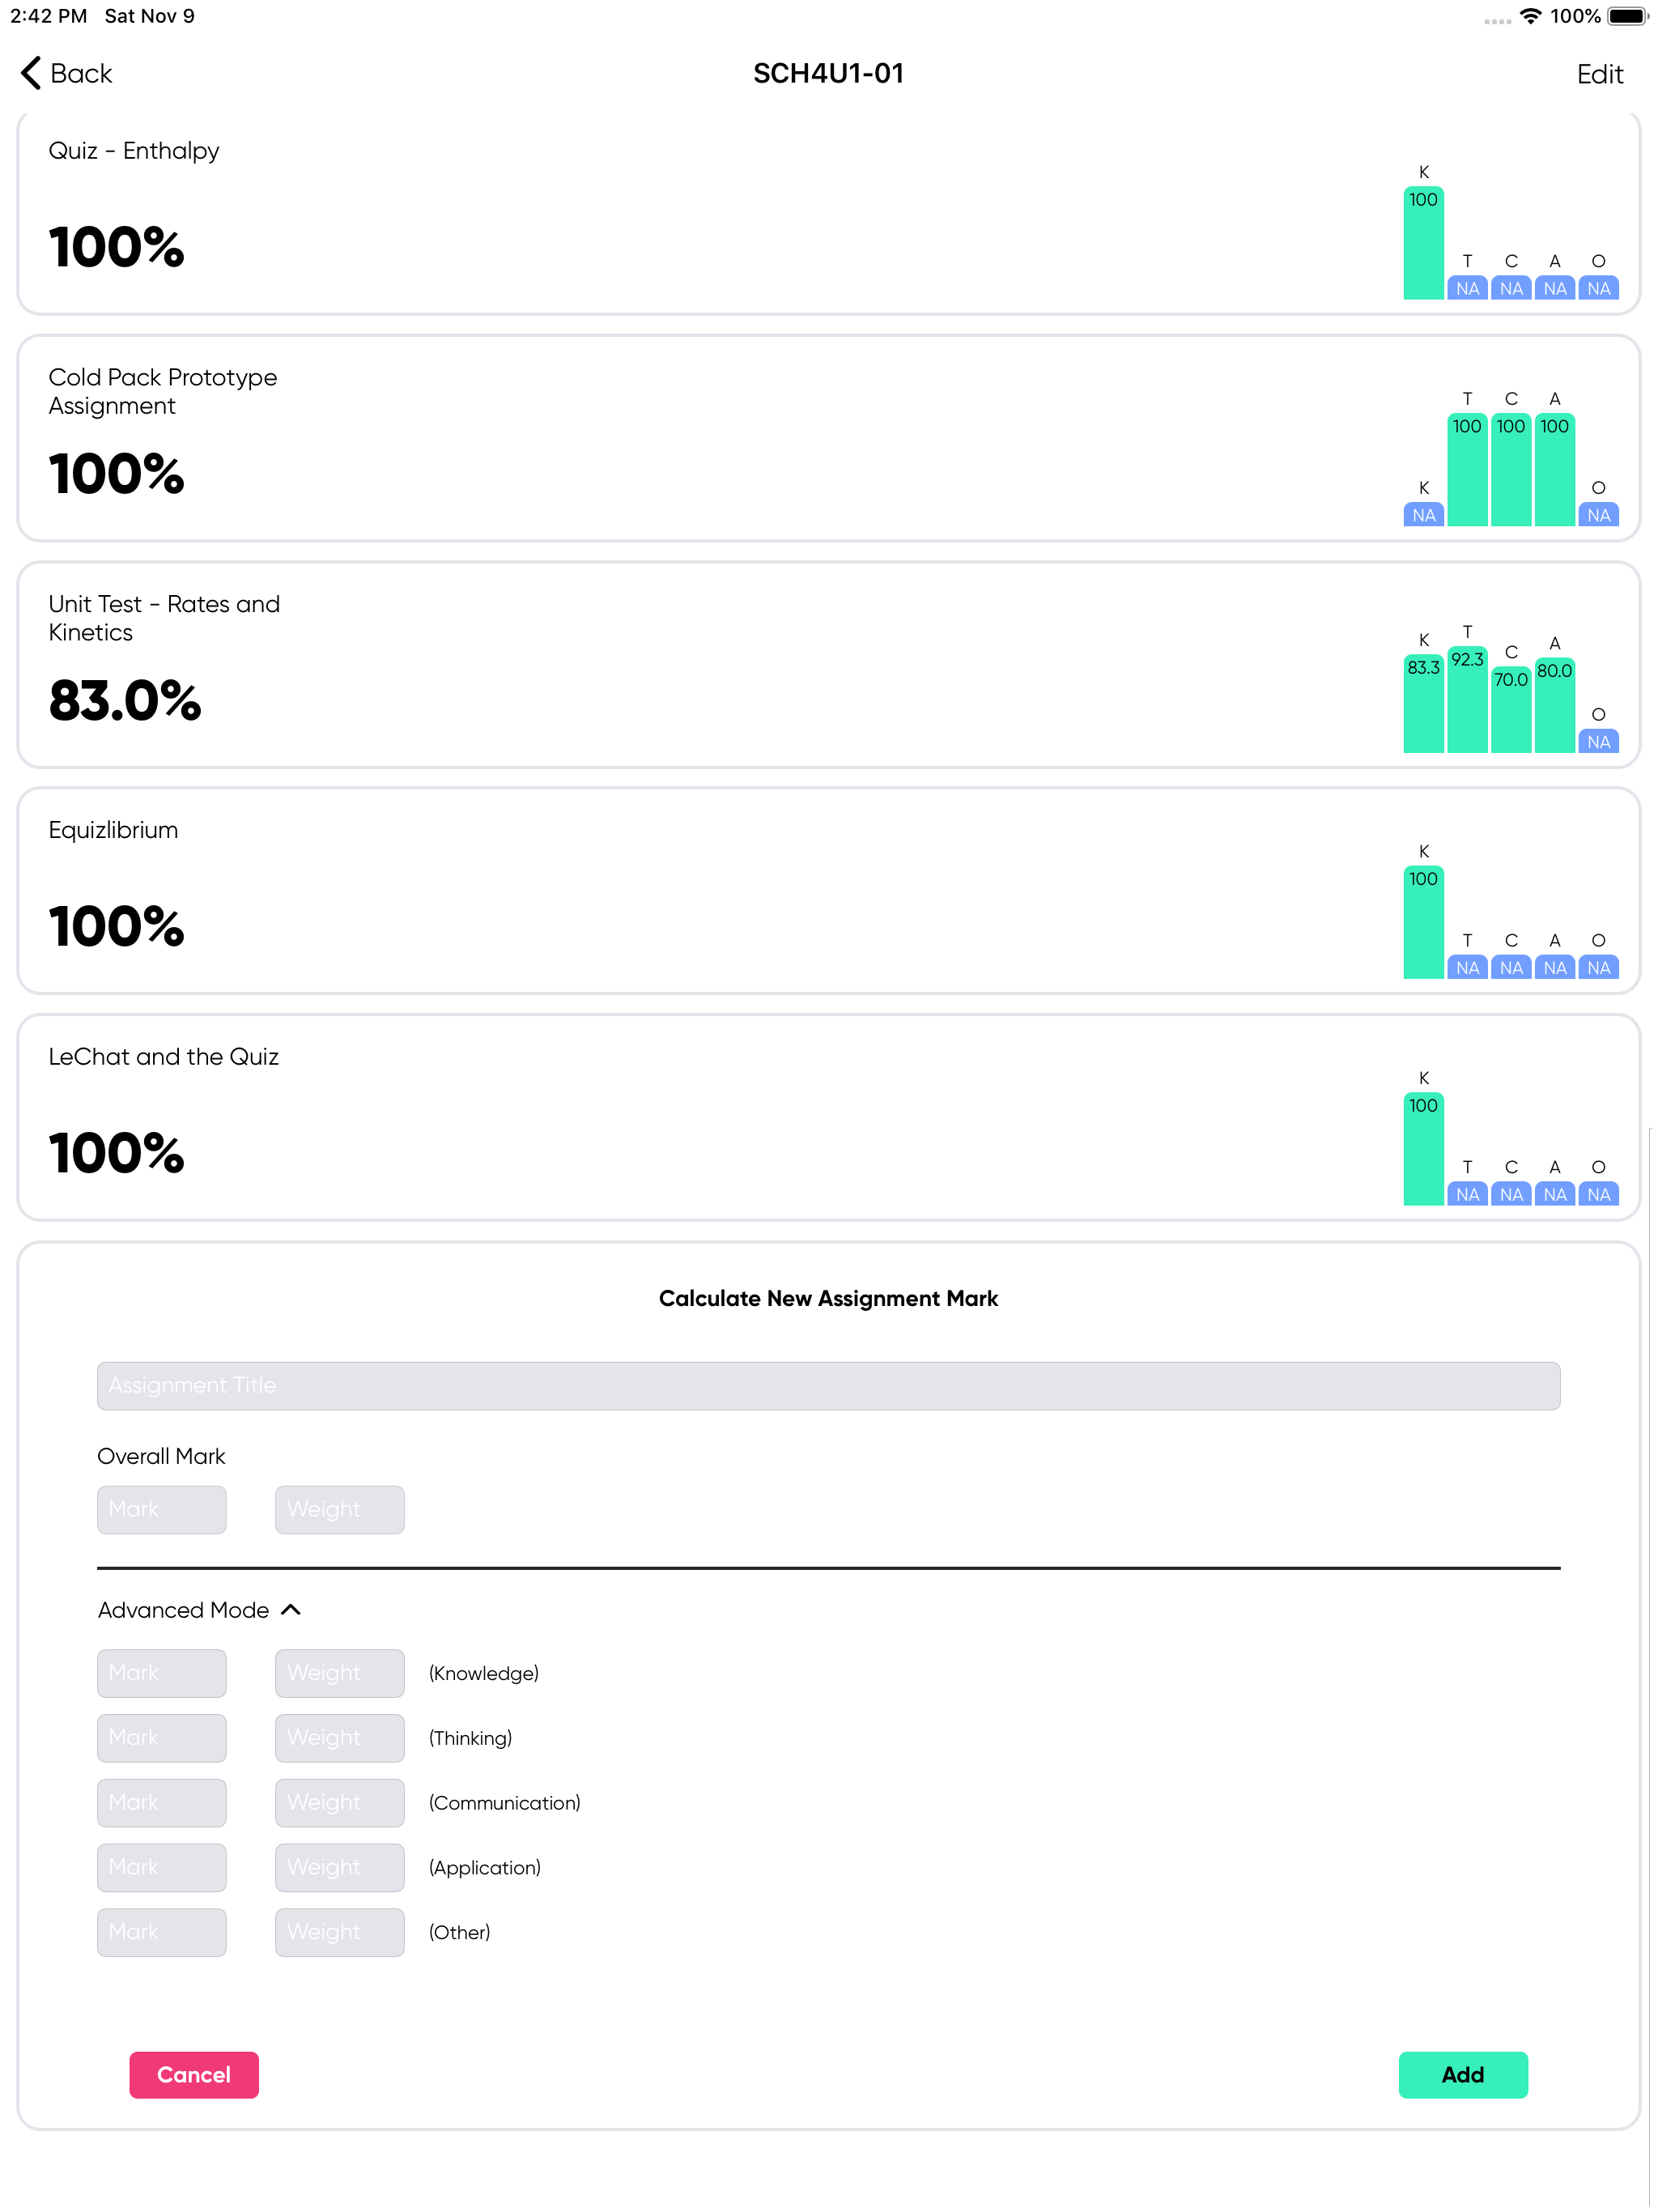 2:42 PM Sat Nov 9
100%
Back
SCH4U1-01
Edit
Quiz - Enthalpy
100%
K
100
T C A O
NA NA NA NA
Cold Pack Prototype
Assignment
100%
T C A
100 100 100
K
O
NA
NA
Unit Test - Rates and
Kinetics
83.0%
K T C A
83.3 92.3 70.0 80.0
O
NA
Equizlibrium
100%
K
100
T C A O
NA NA NA NA
LeChat and the Quiz
100%
K
100
T C A O
NA NA NA NA
Calculate New Assignment Mark
Assignment Title
Overall Mark
Mark Weight
Advanced Mode
Mark Weight (Knowledge)
Mark Weight (Thinking)
Mark Weight (Communication)
Mark Weight (Application)
Mark Weight (Other)
Cancel
Add